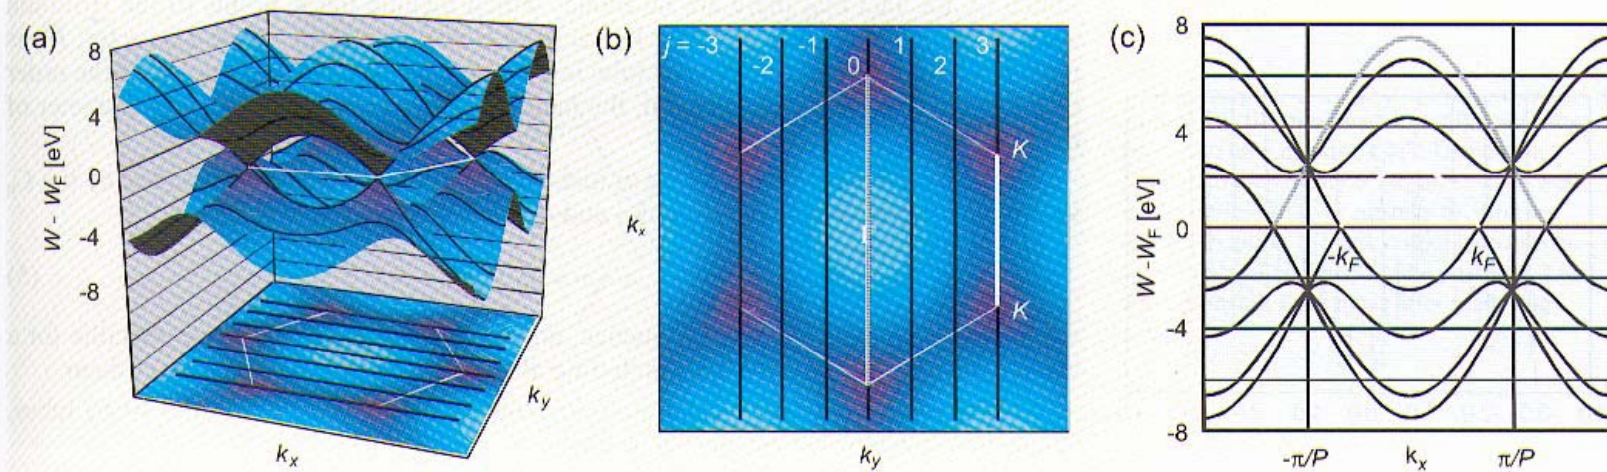 (a)
8
4
0
-4
-8
W - W_F [eV]
k_x
k_y
(b)
j = -3
-2
-1
0
1
2
3
K
K
k_x
k_y
(c)
8
4
0
-4
-8
W - W_F [eV]
-k_F
k_F
-π/P
k_x
π/P